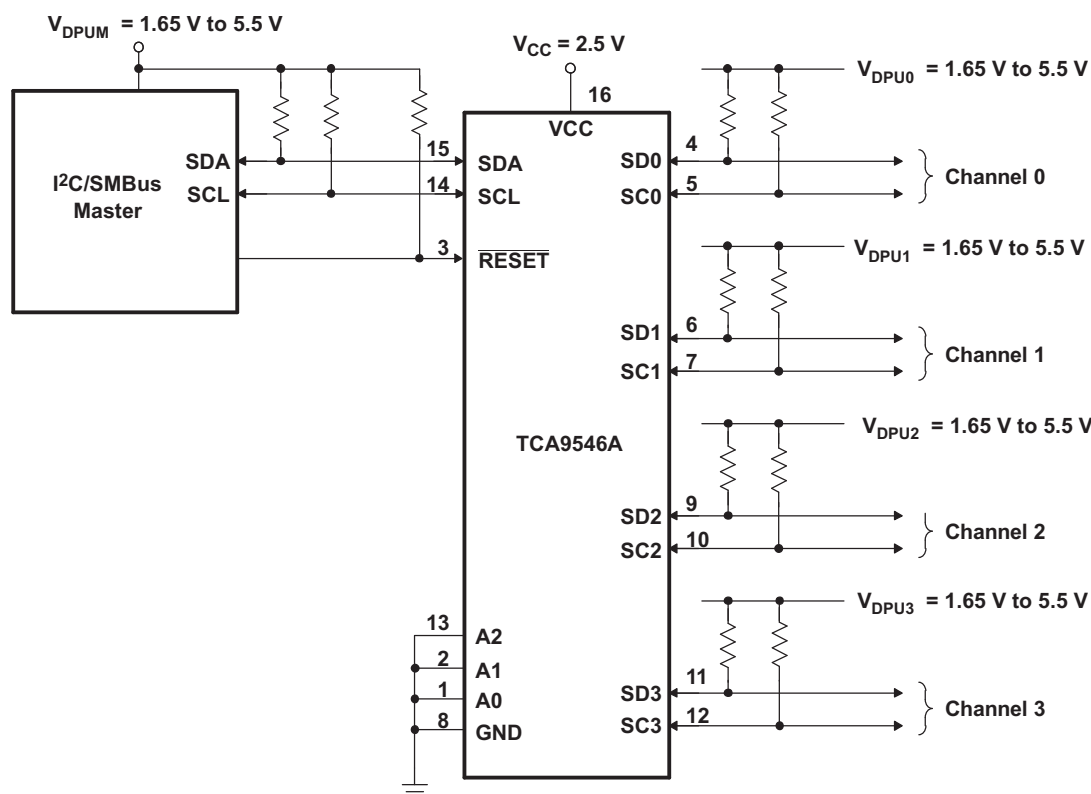 V_DPUM = 1.65 V to 5.5 V
V_CC = 2.5 V
16
VCC
V_DPU0 = 1.65 V to 5.5 V
I²C/SMBus
Master
SDA
SCL
15
14
3
SDA
SCL
RESET
SD0
SC0
4
5
Channel 0
V_DPU1 = 1.65 V to 5.5 V
SD1
SC1
6
7
Channel 1
TCA9546A
V_DPU2 = 1.65 V to 5.5 V
SD2
SC2
9
10
Channel 2
V_DPU3 = 1.65 V to 5.5 V
13
2
1
8
A2
A1
A0
GND
SD3
SC3
11
12
Channel 3